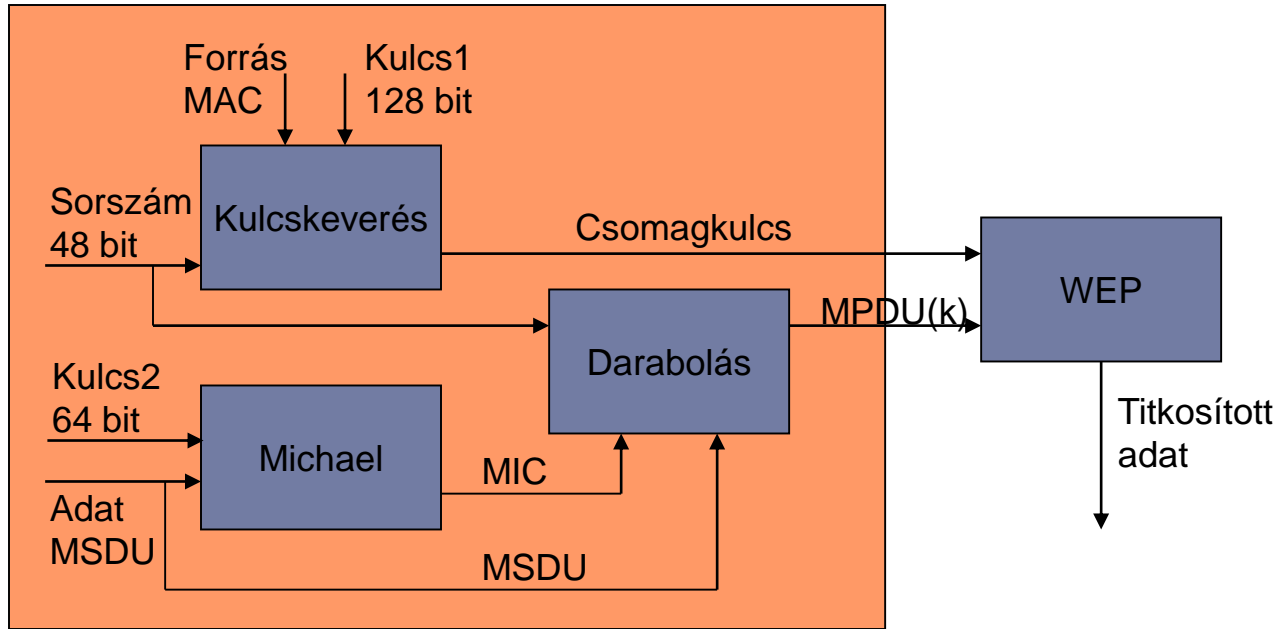 Forrás
MAC
Kulcs1
128 bit
Sorszám
48 bit
Kulcskeverés
Csomagkulcs
WEP
MPDU(k)
Darabolás
Kulcs2
64 bit
Michael
MIC
Titkosított
adat
Adat
MSDU
MSDU